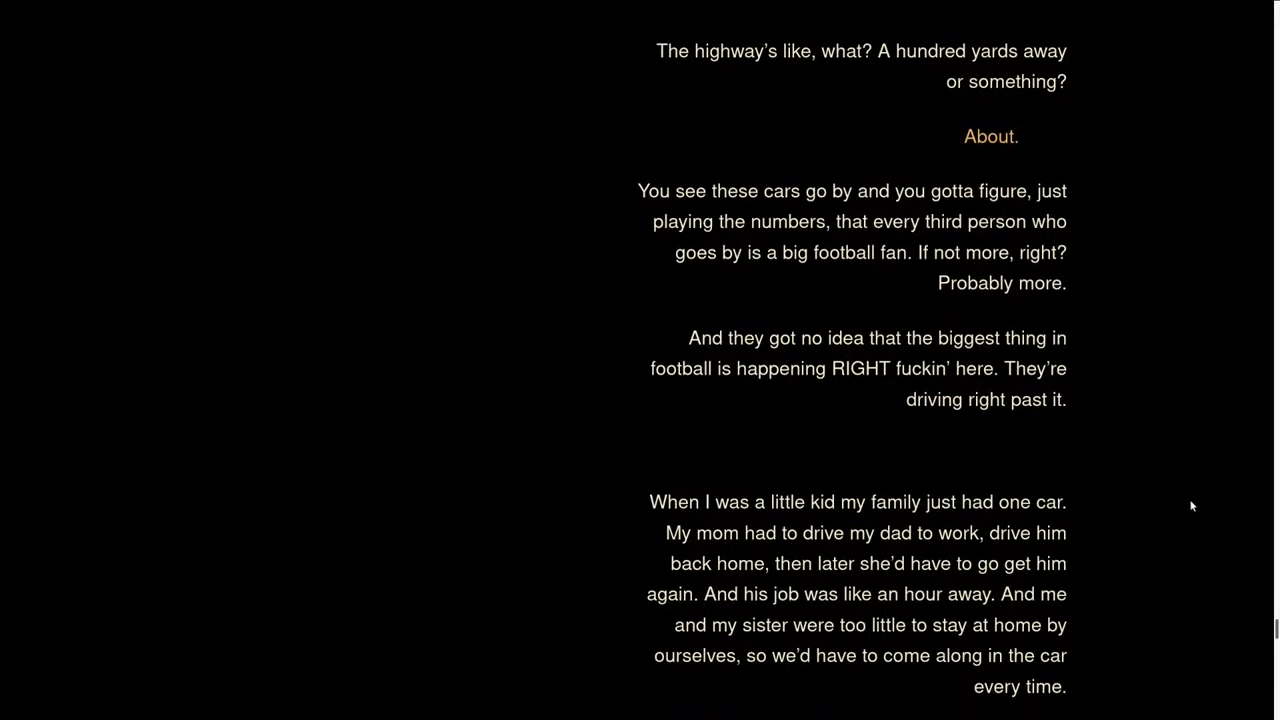 The highway’s like, what? A hundred yards away
or something?
About.
You see these cars go by and you gotta figure, just
playing the numbers, that every third person who
goes by is a big football fan. If not more, right?
Probably more.
And they got no idea that the biggest thing in
football is happening RIGHT fuckin’ here. They’re
driving right past it.
When I was a little kid my family just had one car.
My mom had to drive my dad to work, drive him
back home, then later she’d have to go get him
again. And his job was like an hour away. And me
and my sister were too little to stay at home by
ourselves, so we’d have to come along in the car
every time.